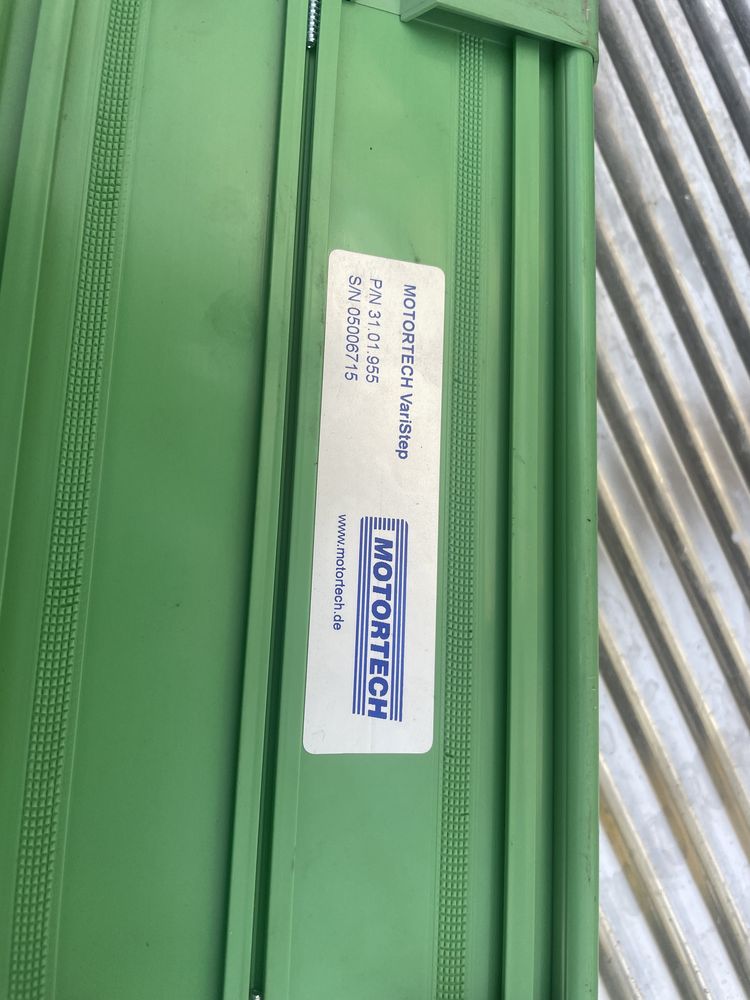 MOTORTECH VariStep
P/N 31.01.955
S/N 05006715
MOTORTECH
www.motortech.de